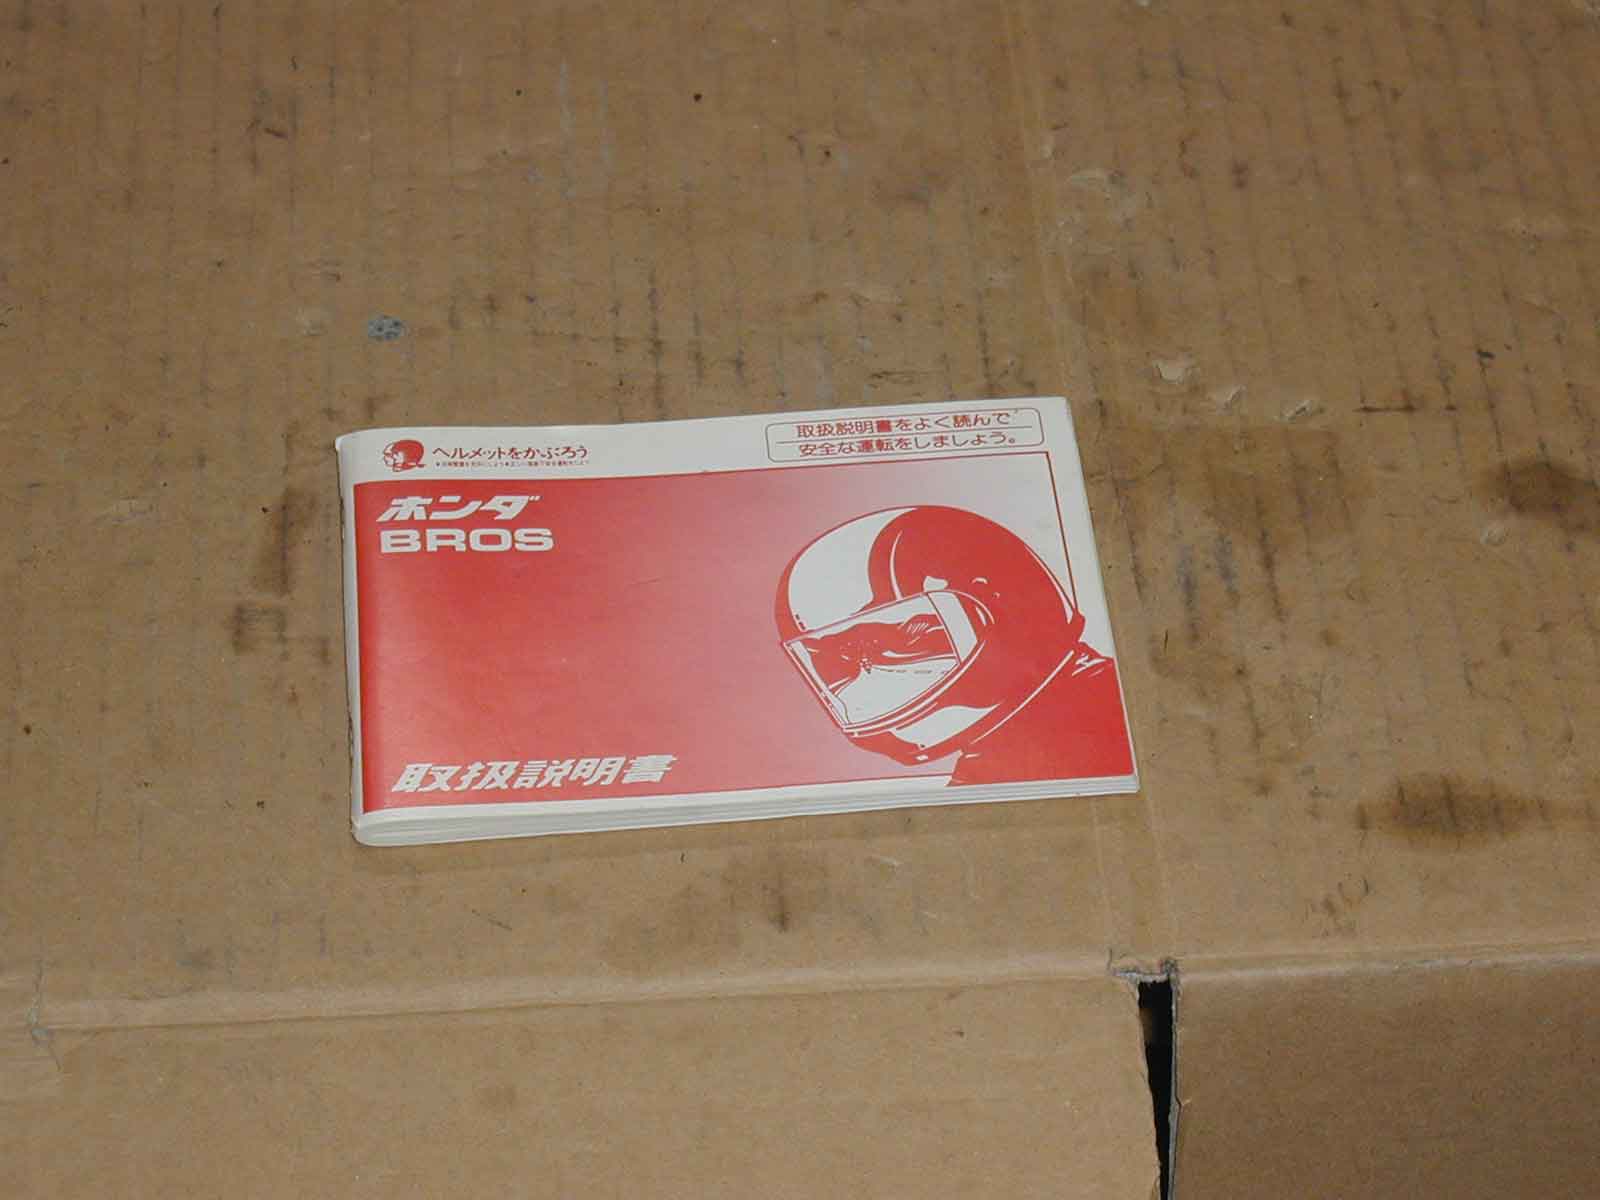 ヘルメットをかぶろう
取扱説明書をよく読んで
安全な運転をしましょう。
ホンダ
BROS
取扱説明書